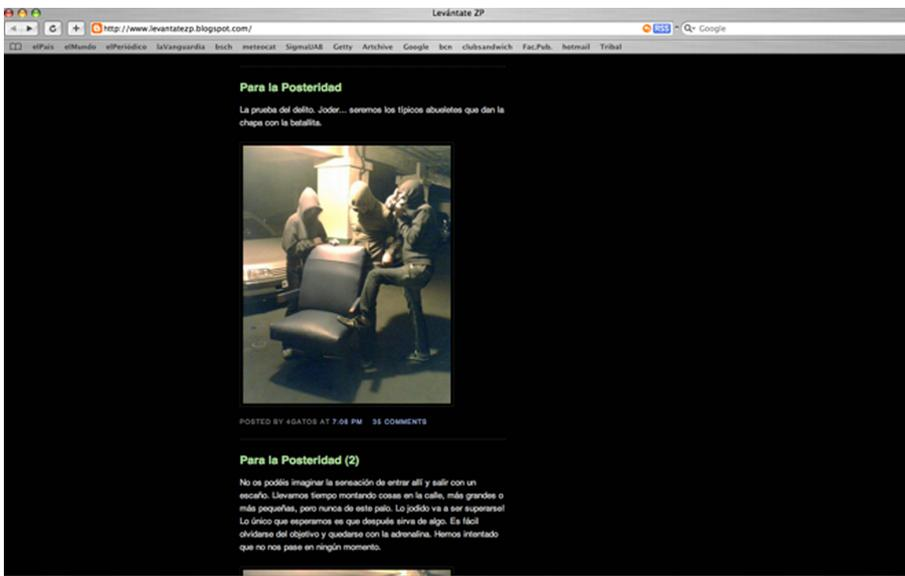 Levántate ZP
http://www.levantatezp.blogspot.com/
RSS
Google
elPais elMundo elPeriódico laVanguardia bsch meteocat SigmaUAB Getty Artchive Google bcn clubsandwich Fac.Pub. hotmail Tribal
Para la Posteridad
La prueba del delito. Joder... seremos los típicos abueletes que dan la
chapa con la batallita.
POSTED BY 4GATOS AT 7:08 PM 35 COMMENTS
Para la Posteridad (2)
No os podéis imaginar la sensación de entrar allí y salir con un
escaño. Llevamos tiempo montando cosas en la calle, más grandes o
más pequeñas, pero nunca de este palo. Lo jodido va a ser superarse!
Lo único que esperamos es que después sirva de algo. Es fácil
olvidarse del objetivo y quedarse con la adrenalina. Hemos intentado
que no nos pase en ningún momento.